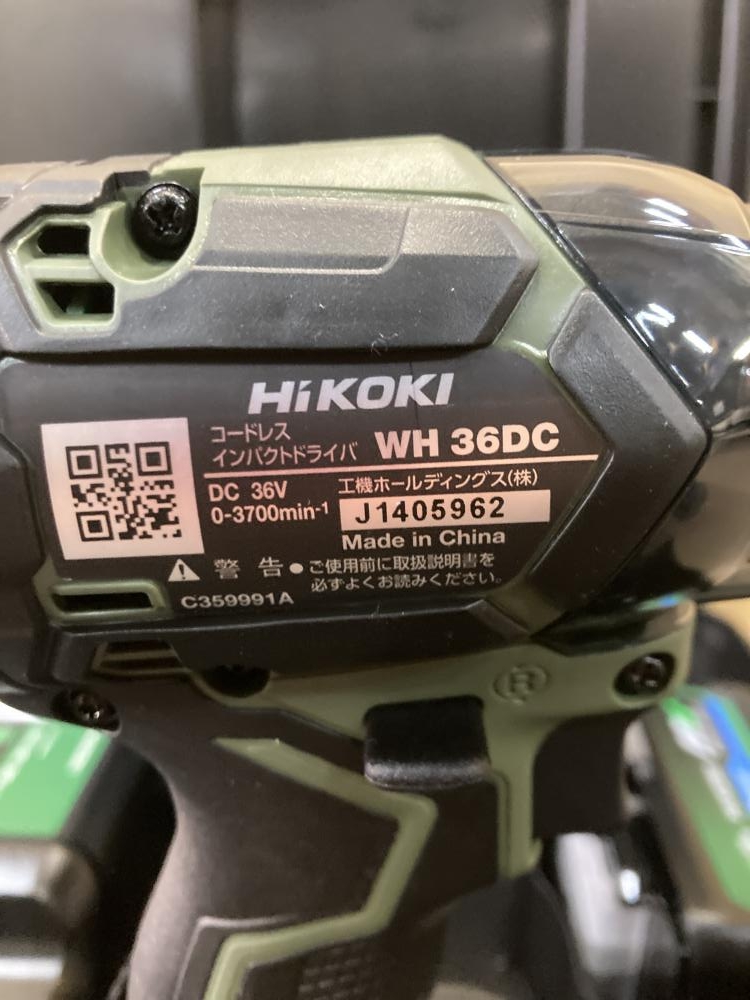 HiKOKI
コードレス
インパクトドライバ WH 36DC
DC 36V
0-3700min-1
工機ホールディングス(株)
J1405962
Made in China
警告 ●ご使用前に取扱説明書を
必ずよくお読みください。
C359991A
R